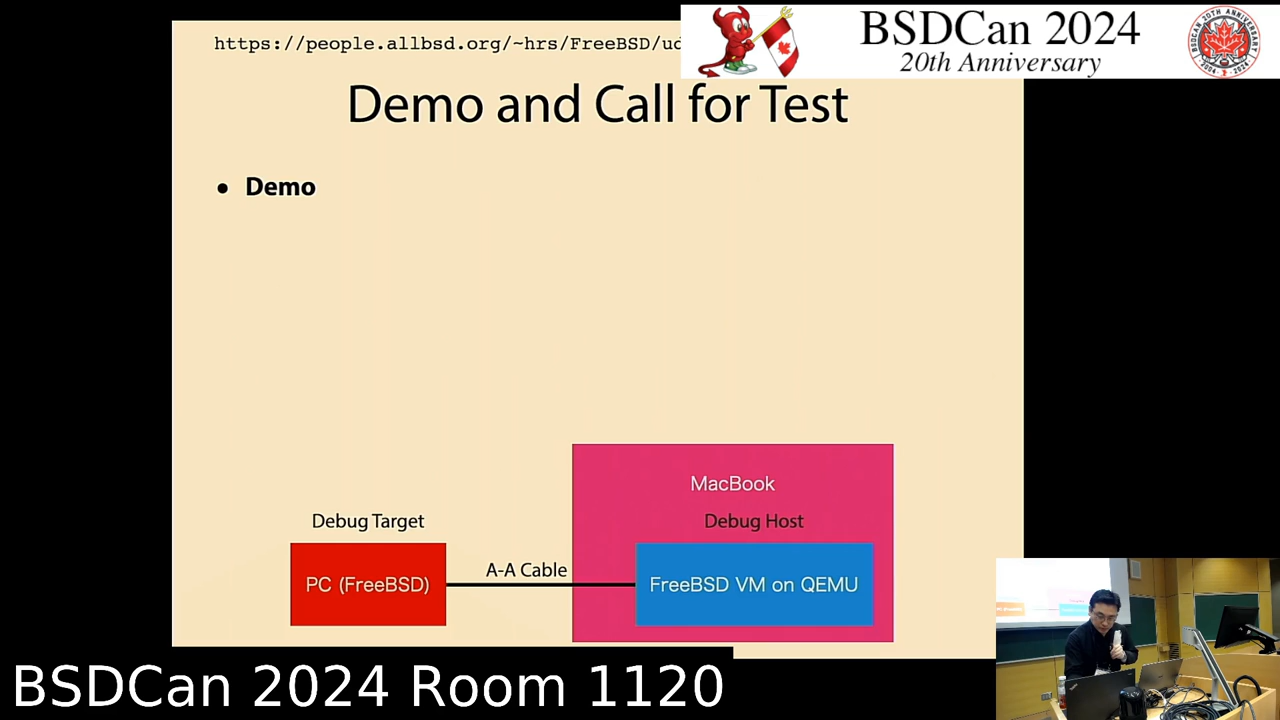 https://people.allbsd.org/~hrs/FreeBSD/ud
BSDCan 2024
20th Anniversary
Demo and Call for Test
• Demo
MacBook
Debug Target
Debug Host
A-A Cable
PC (FreeBSD)
FreeBSD VM on QEMU
BSDCan 2024 Room 1120